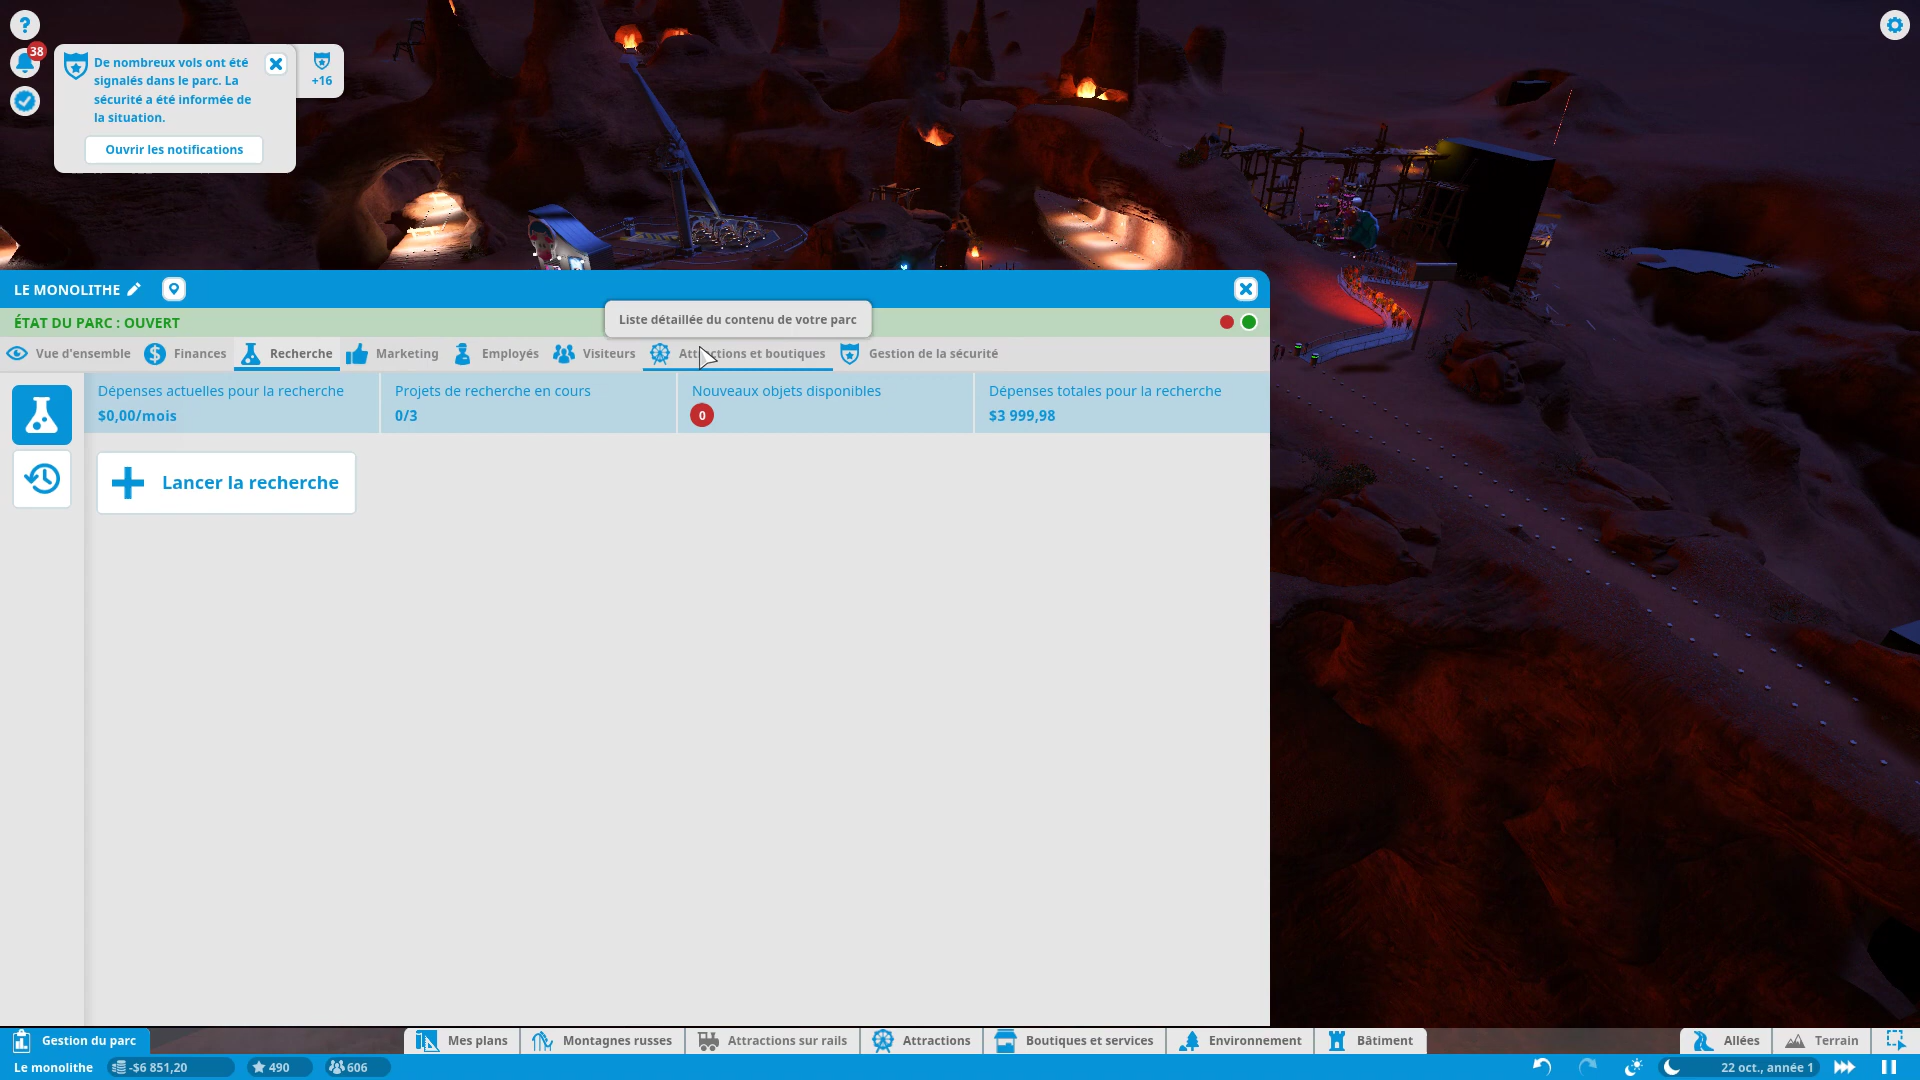 ?
38
De nombreux vols ont été
signalés dans le parc. La
sécurité a été informée de
la situation.
Ouvrir les notifications
+16
LE MONOLITHE
ÉTAT DU PARC : OUVERT
Liste détaillée du contenu de votre parc
Vue d'ensemble
Finances
Recherche
Marketing
Employés
Visiteurs
Attractions et boutiques
Gestion de la sécurité
Dépenses actuelles pour la recherche
$0,00/mois
Projets de recherche en cours
0/3
Nouveaux objets disponibles
0
Dépenses totales pour la recherche
$3 999,98
Lancer la recherche
Gestion du parc
Mes plans
Montagnes russes
Attractions sur rails
Attractions
Boutiques et services
Environnement
Bâtiment
Allées
Terrain
Le monolithe
-$6 851,20
490
606
22 oct., année 1